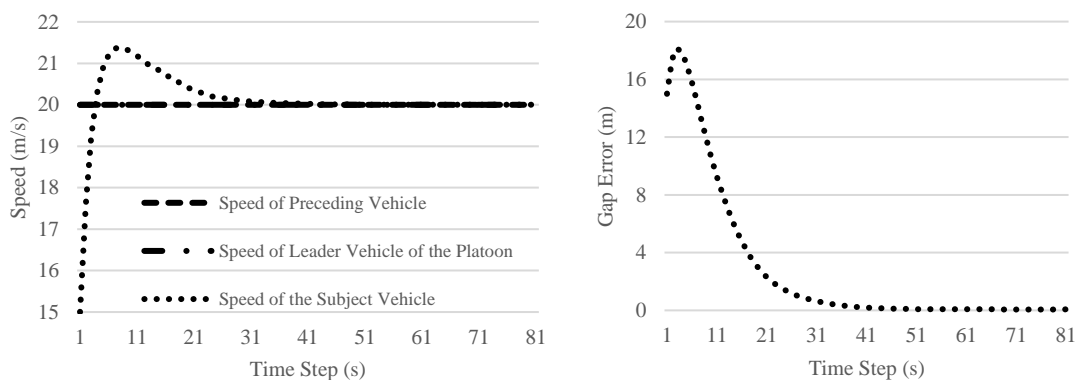 22
21
20
19
18
17
16
15
Speed (m/s)
Speed of Preceding Vehicle
Speed of Leader Vehicle of the Platoon
Speed of the Subject Vehicle
1 11 21 31 41 51 61 71 81
Time Step (s)
20
16
12
8
4
0
Gap Error (m)
1 11 21 31 41 51 61 71 81
Time Step (s)